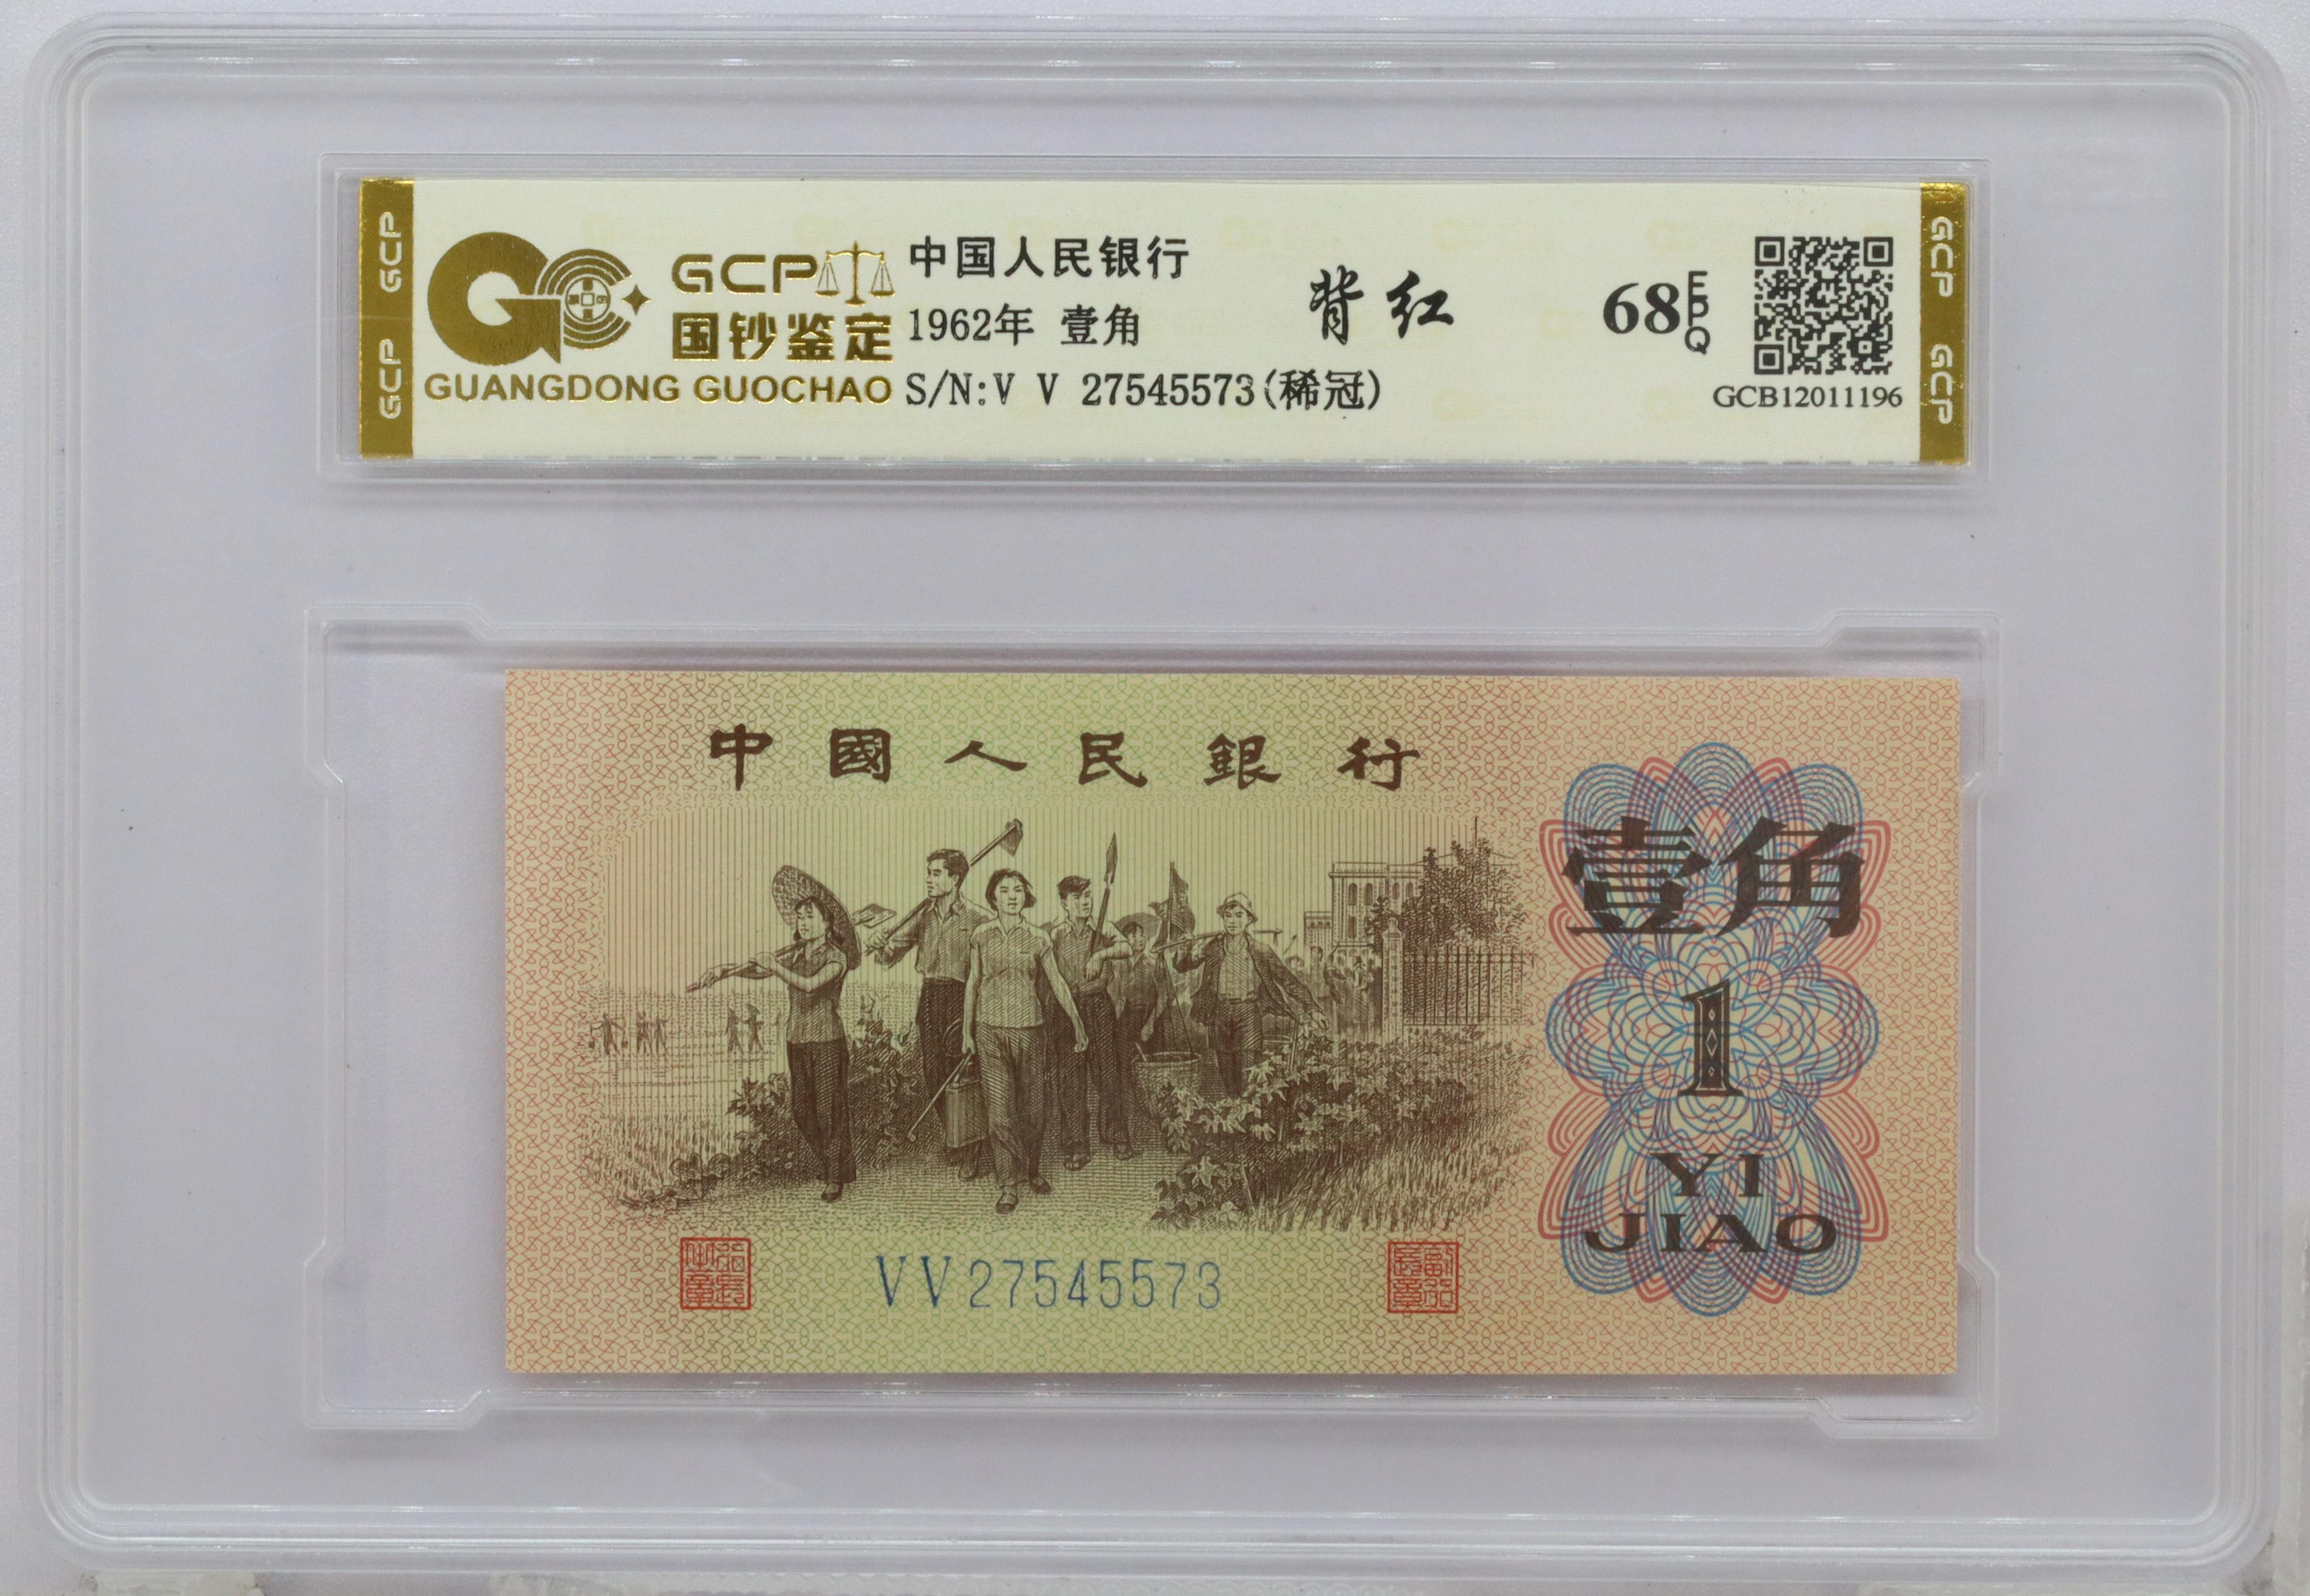 GCP
GCP
GCP
国钞鉴定
GUANGDONG GUOCHAO
中国人民银行
1962年 壹角
S/N:V V 27545573(稀冠)
背红
68 EPQ
GCB12011196
GCP
GCP
中國人民銀行
壹角
1
YI
JIAO
VV27545573